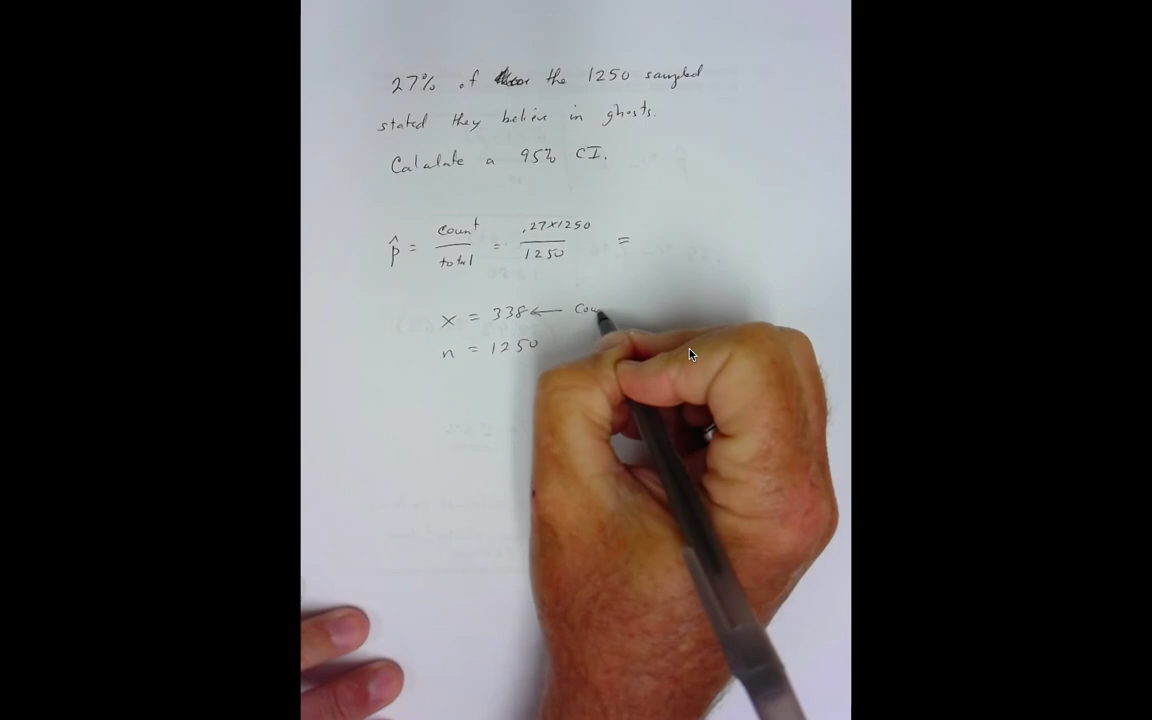 27% of the 1250 sampled
stated they believe in ghosts.
Calculate a 95% CI.
p̂ = count/total = .27×1250/1250 =
x = 338 ← Cou
n = 1250